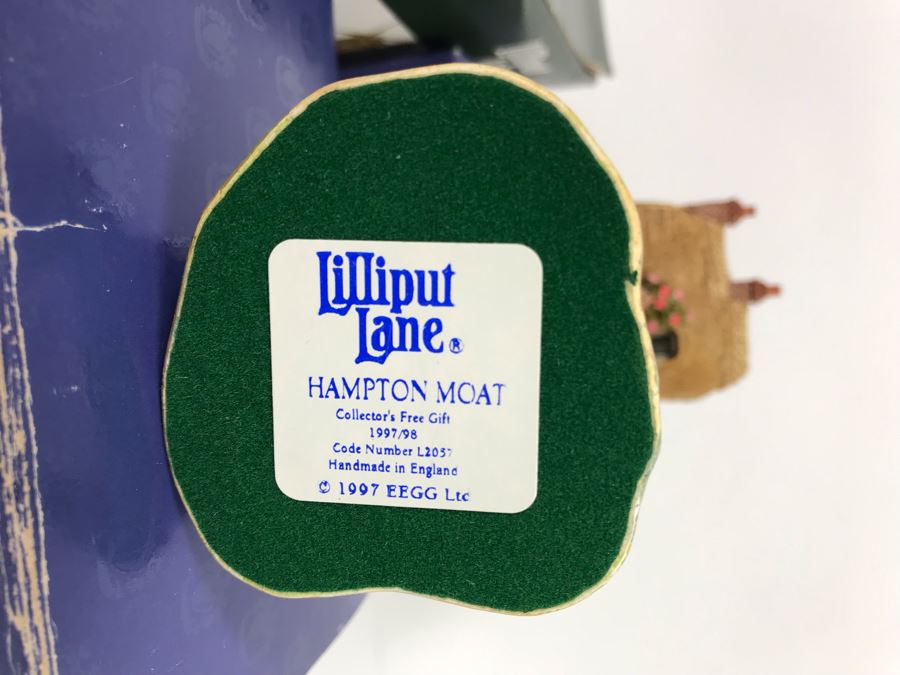 Lilliput
Lane®
HAMPTON MOAT
Collector's Free Gift
1997/98
Code Number L2057
Handmade in England
© 1997 EEGG Ltd